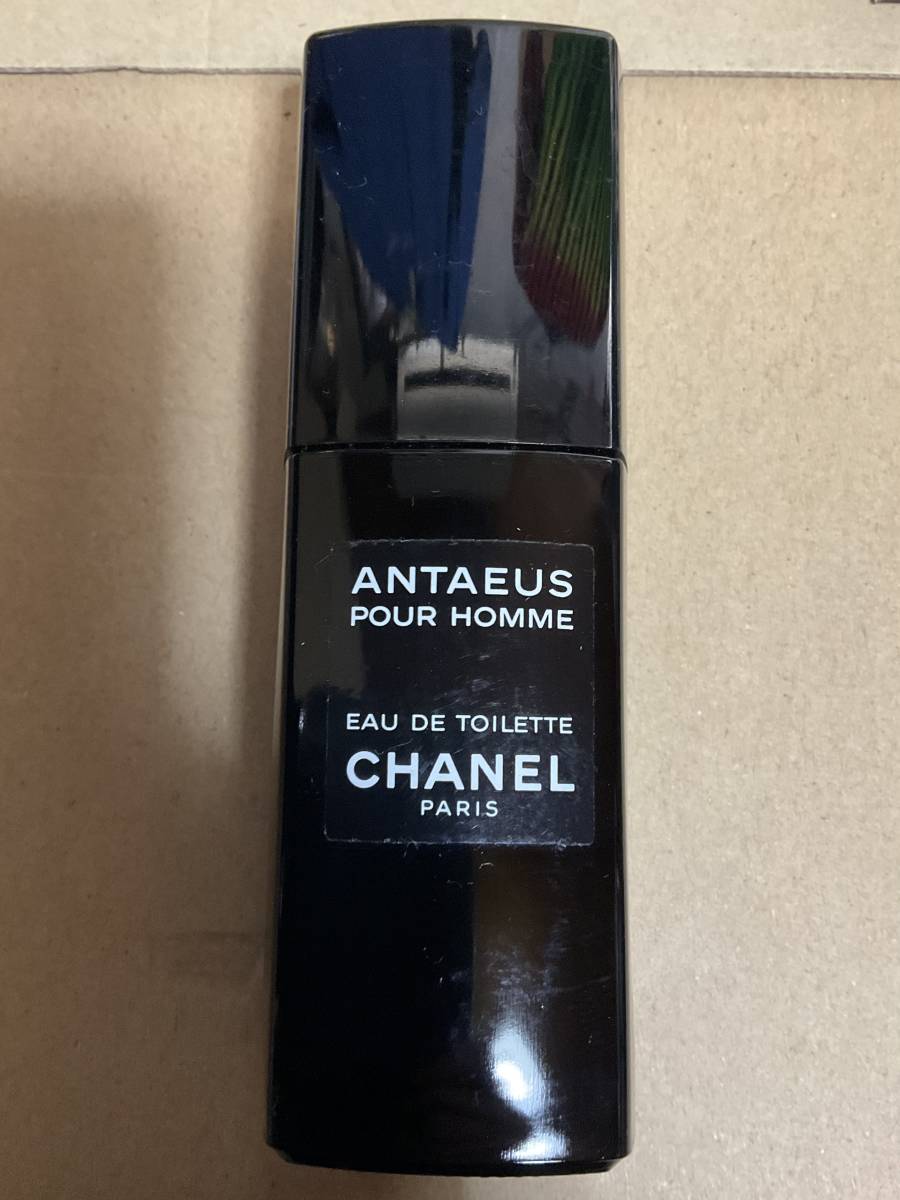 ANTAEUS
POUR HOMME
EAU DE TOILETTE
CHANEL
PARIS